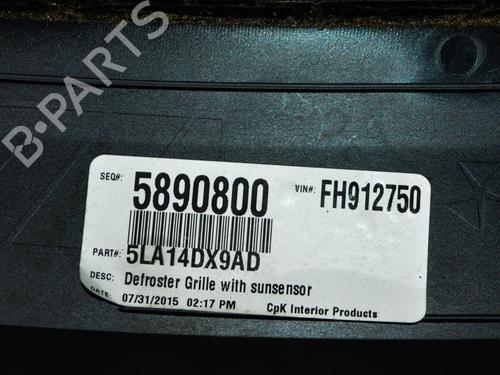 B-PARTS
SEQ#: 5890800
VIN#: FH912750
PART#: 5LA14DX9AD
DESC: Defroster Grille with sunsensor
DATE: 07/31/2015 02:17 PM CpK Interior Products